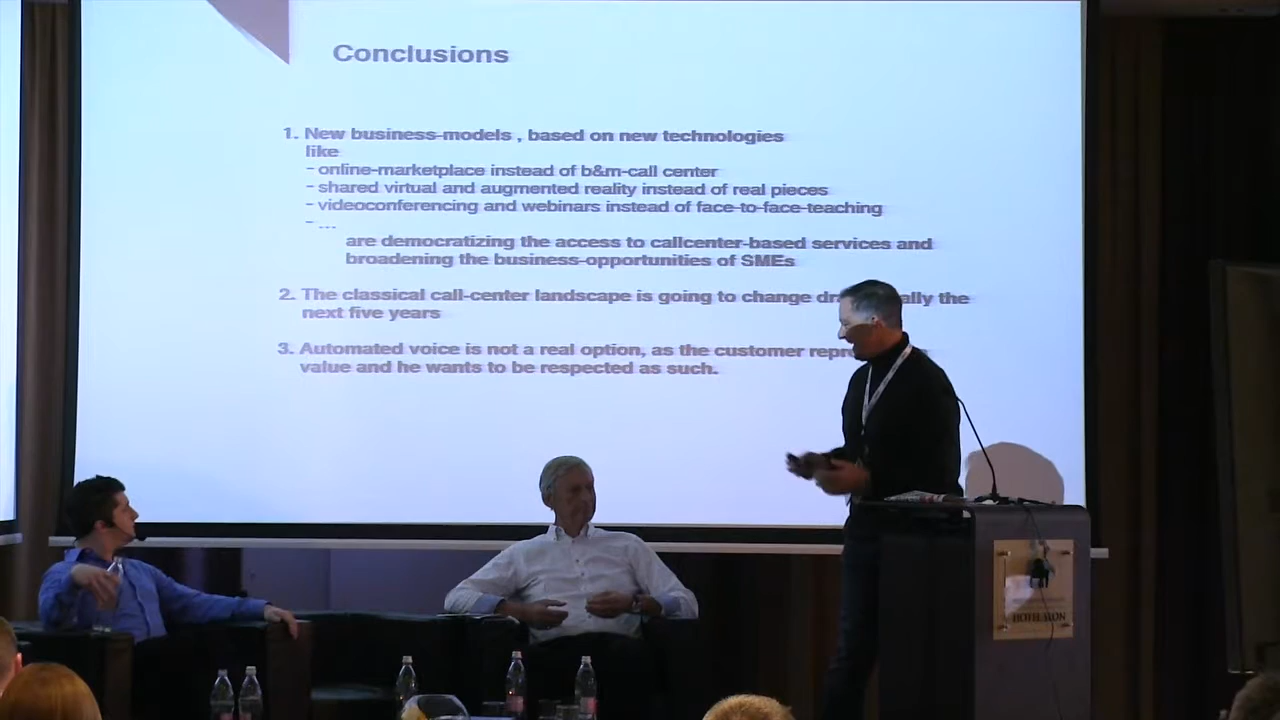 Conclusions
1. New business-models , based on new technologies
like
- online-marketplace instead of b&m-call center
- shared virtual and augmented reality instead of real pieces
- videoconferencing and webinars instead of face-to-face-teaching
- ...
are democratizing the access to callcenter-based services and
broadening the business-opportunities of SMEs
2. The classical call-center landscape is going to change the
next five years
3. Automated voice is not a real option, as the customer
value and he wants to be respected as such.